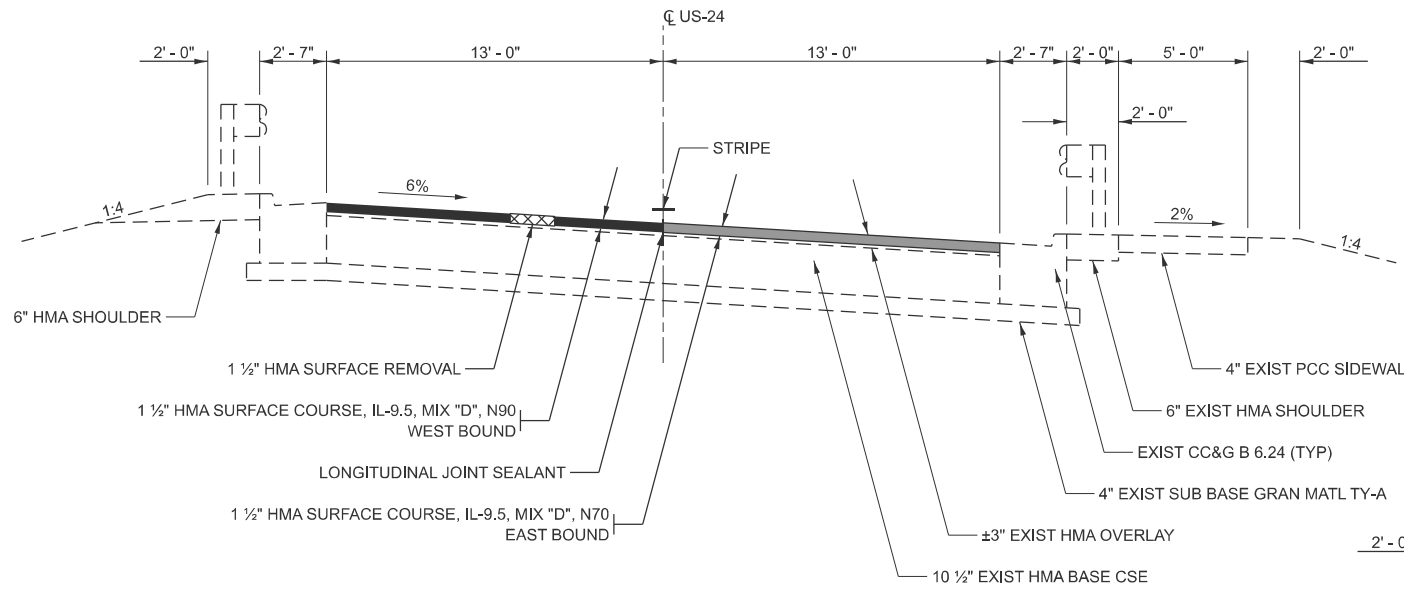 ℄ US-24
2' - 0"
2' - 7"
13' - 0"
13' - 0"
2' - 7"
2' - 0"
5' - 0"
2' - 0"
2' - 0"
STRIPE
6%
2%
1:4
1:4
6" HMA SHOULDER
1 ½" HMA SURFACE REMOVAL
1 ½" HMA SURFACE COURSE, IL-9.5, MIX "D", N90
WEST BOUND
LONGITUDINAL JOINT SEALANT
1 ½" HMA SURFACE COURSE, IL-9.5, MIX "D", N70
EAST BOUND
4" EXIST PCC SIDEWAL
6" EXIST HMA SHOULDER
EXIST CC&G B 6.24 (TYP)
4" EXIST SUB BASE GRAN MATL TY-A
±3" EXIST HMA OVERLAY
10 ½" EXIST HMA BASE CSE
2' - 0